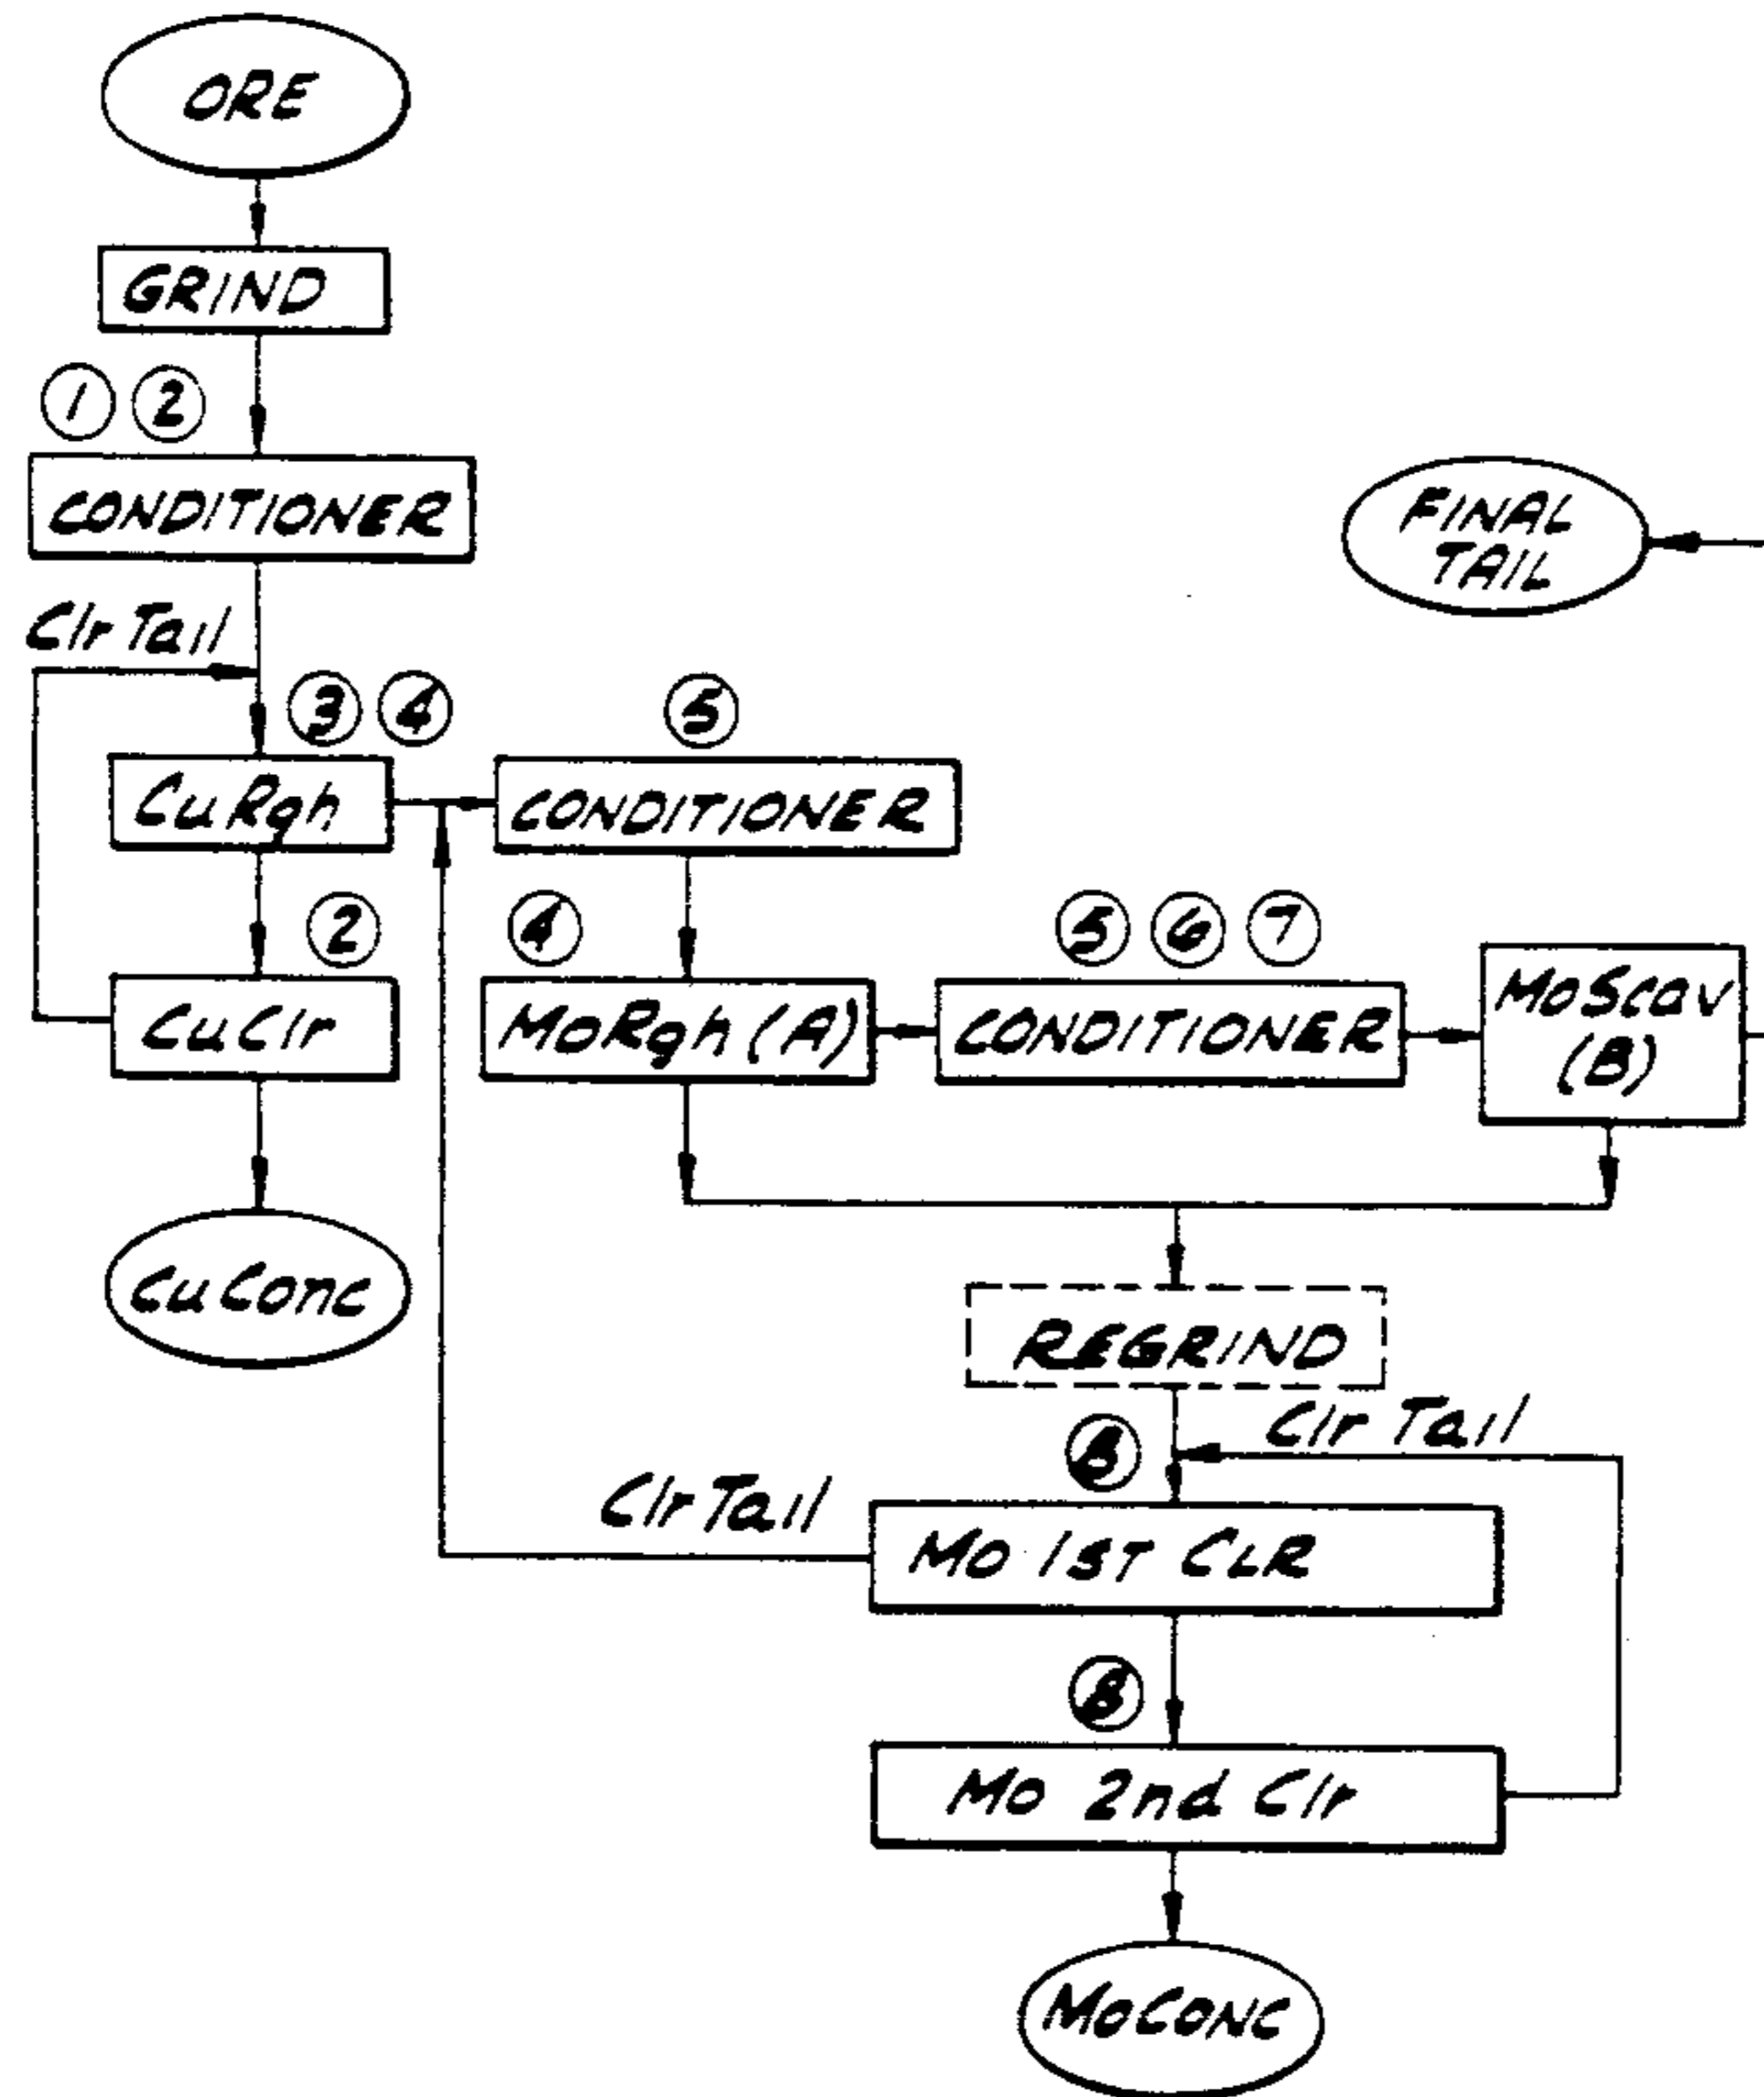 ORE
GRIND
1 2
CONDITIONER
FINAL
TAIL
Clr Tail
3 4
5
CuRgh
CONDITIONER
2
4
5 6 7
CuClr
MoRgh (A)
CONDITIONER
MoScav
(B)
CuConc
REGRIND
Clr Tail
8
Clr Tail
Mo 1ST CLR
8
Mo 2nd Clr
MoCONC